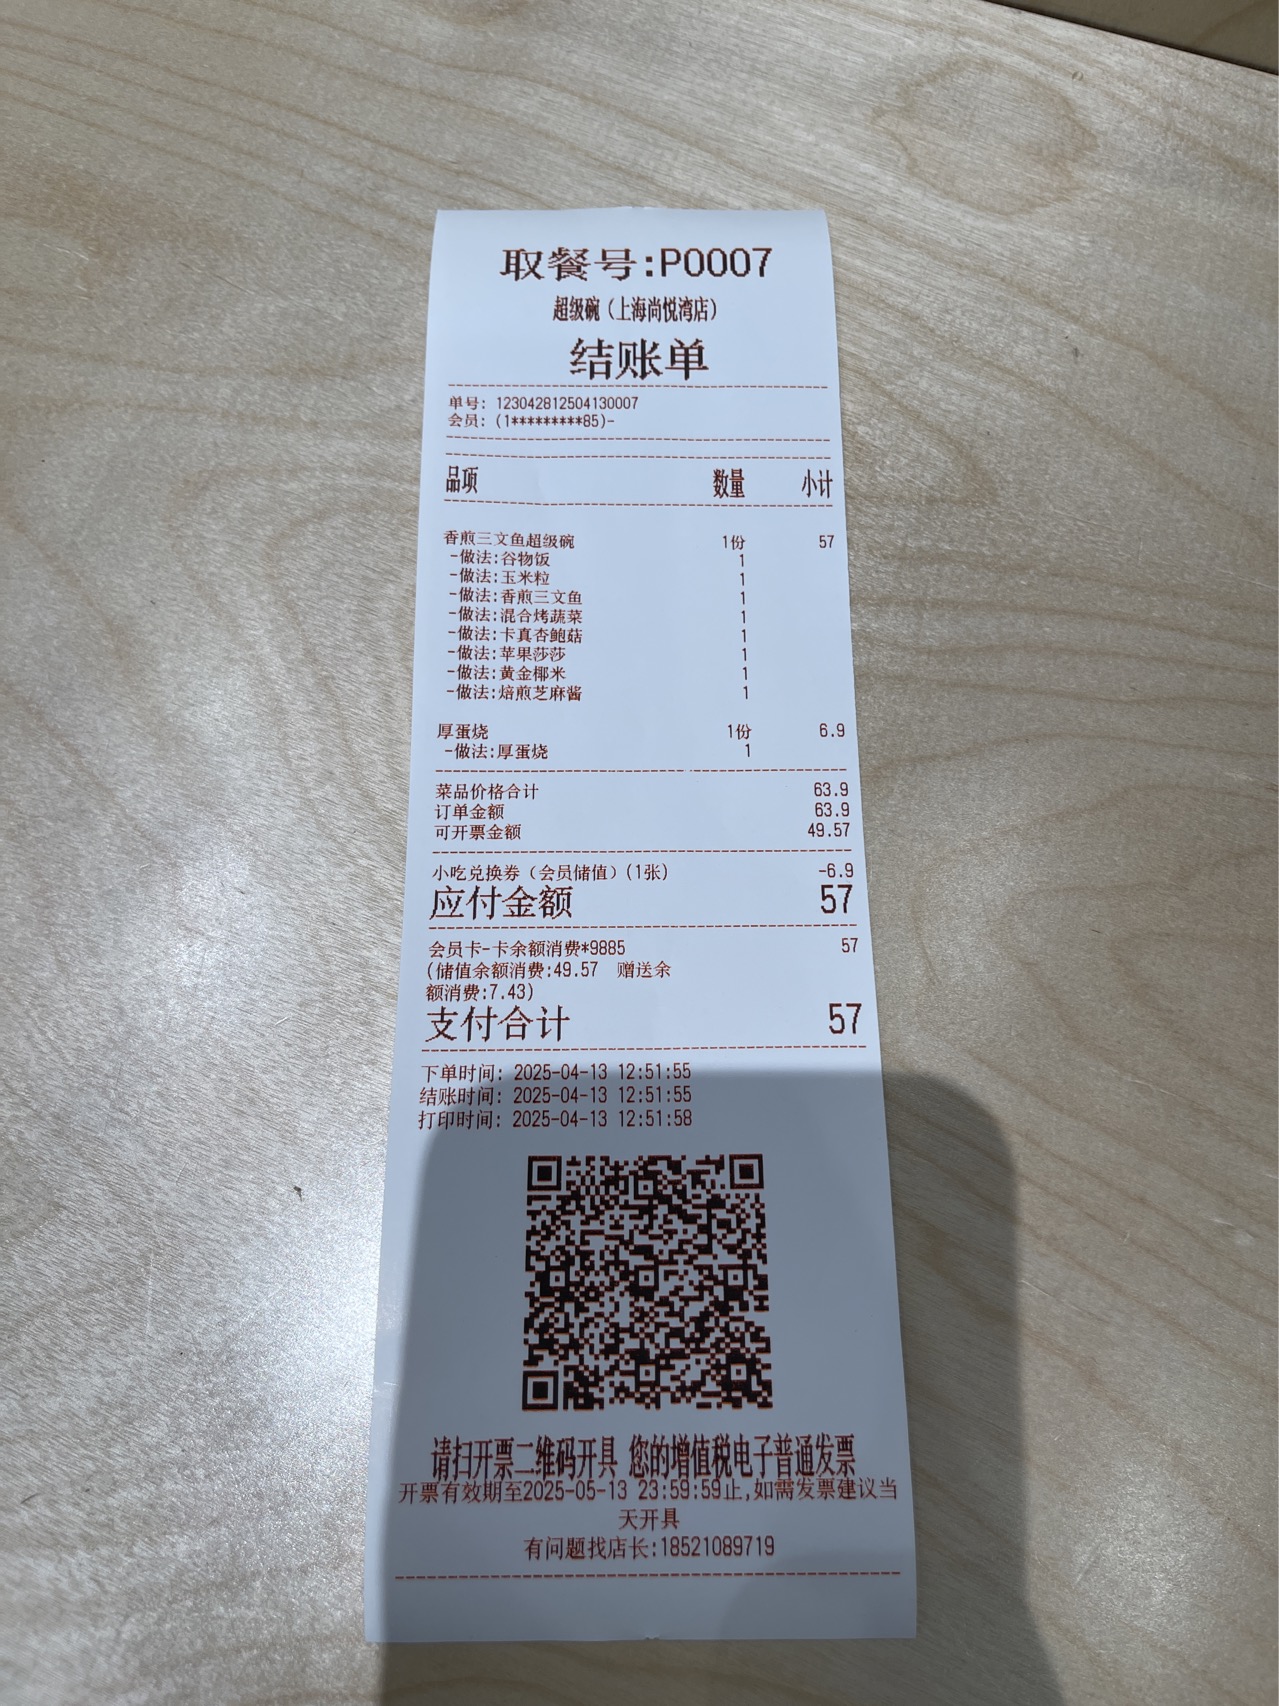 取餐号:P0007
超级碗(上海尚悦湾店)
结账单
单号: 123042812504130007
会员: (1*********85)-
品项 数量 小计
香煎三文鱼超级碗 1份 57
-做法:谷物饭 1
-做法:玉米粒 1
-做法:香煎三文鱼 1
-做法:混合烤蔬菜 1
-做法:卡真杏鲍菇 1
-做法:苹果莎莎 1
-做法:黄金椰米 1
-做法:焙煎芝麻酱 1
厚蛋烧 1份 6.9
-做法:厚蛋烧 1
菜品价格合计 63.9
订单金额 63.9
可开票金额 49.57
小吃兑换券(会员储值)(1张) -6.9
应付金额 57
会员卡-卡余额消费*9885 57
(储值余额消费:49.57 赠送余
额消费:7.43)
支付合计 57
下单时间: 2025-04-13 12:51:55
结账时间: 2025-04-13 12:51:55
打印时间: 2025-04-13 12:51:58
请扫开票二维码开具 您的增值税电子普通发票
开票有效期至2025-05-13 23:59:59止,如需发票建议当
天开具
有问题找店长:18521089719